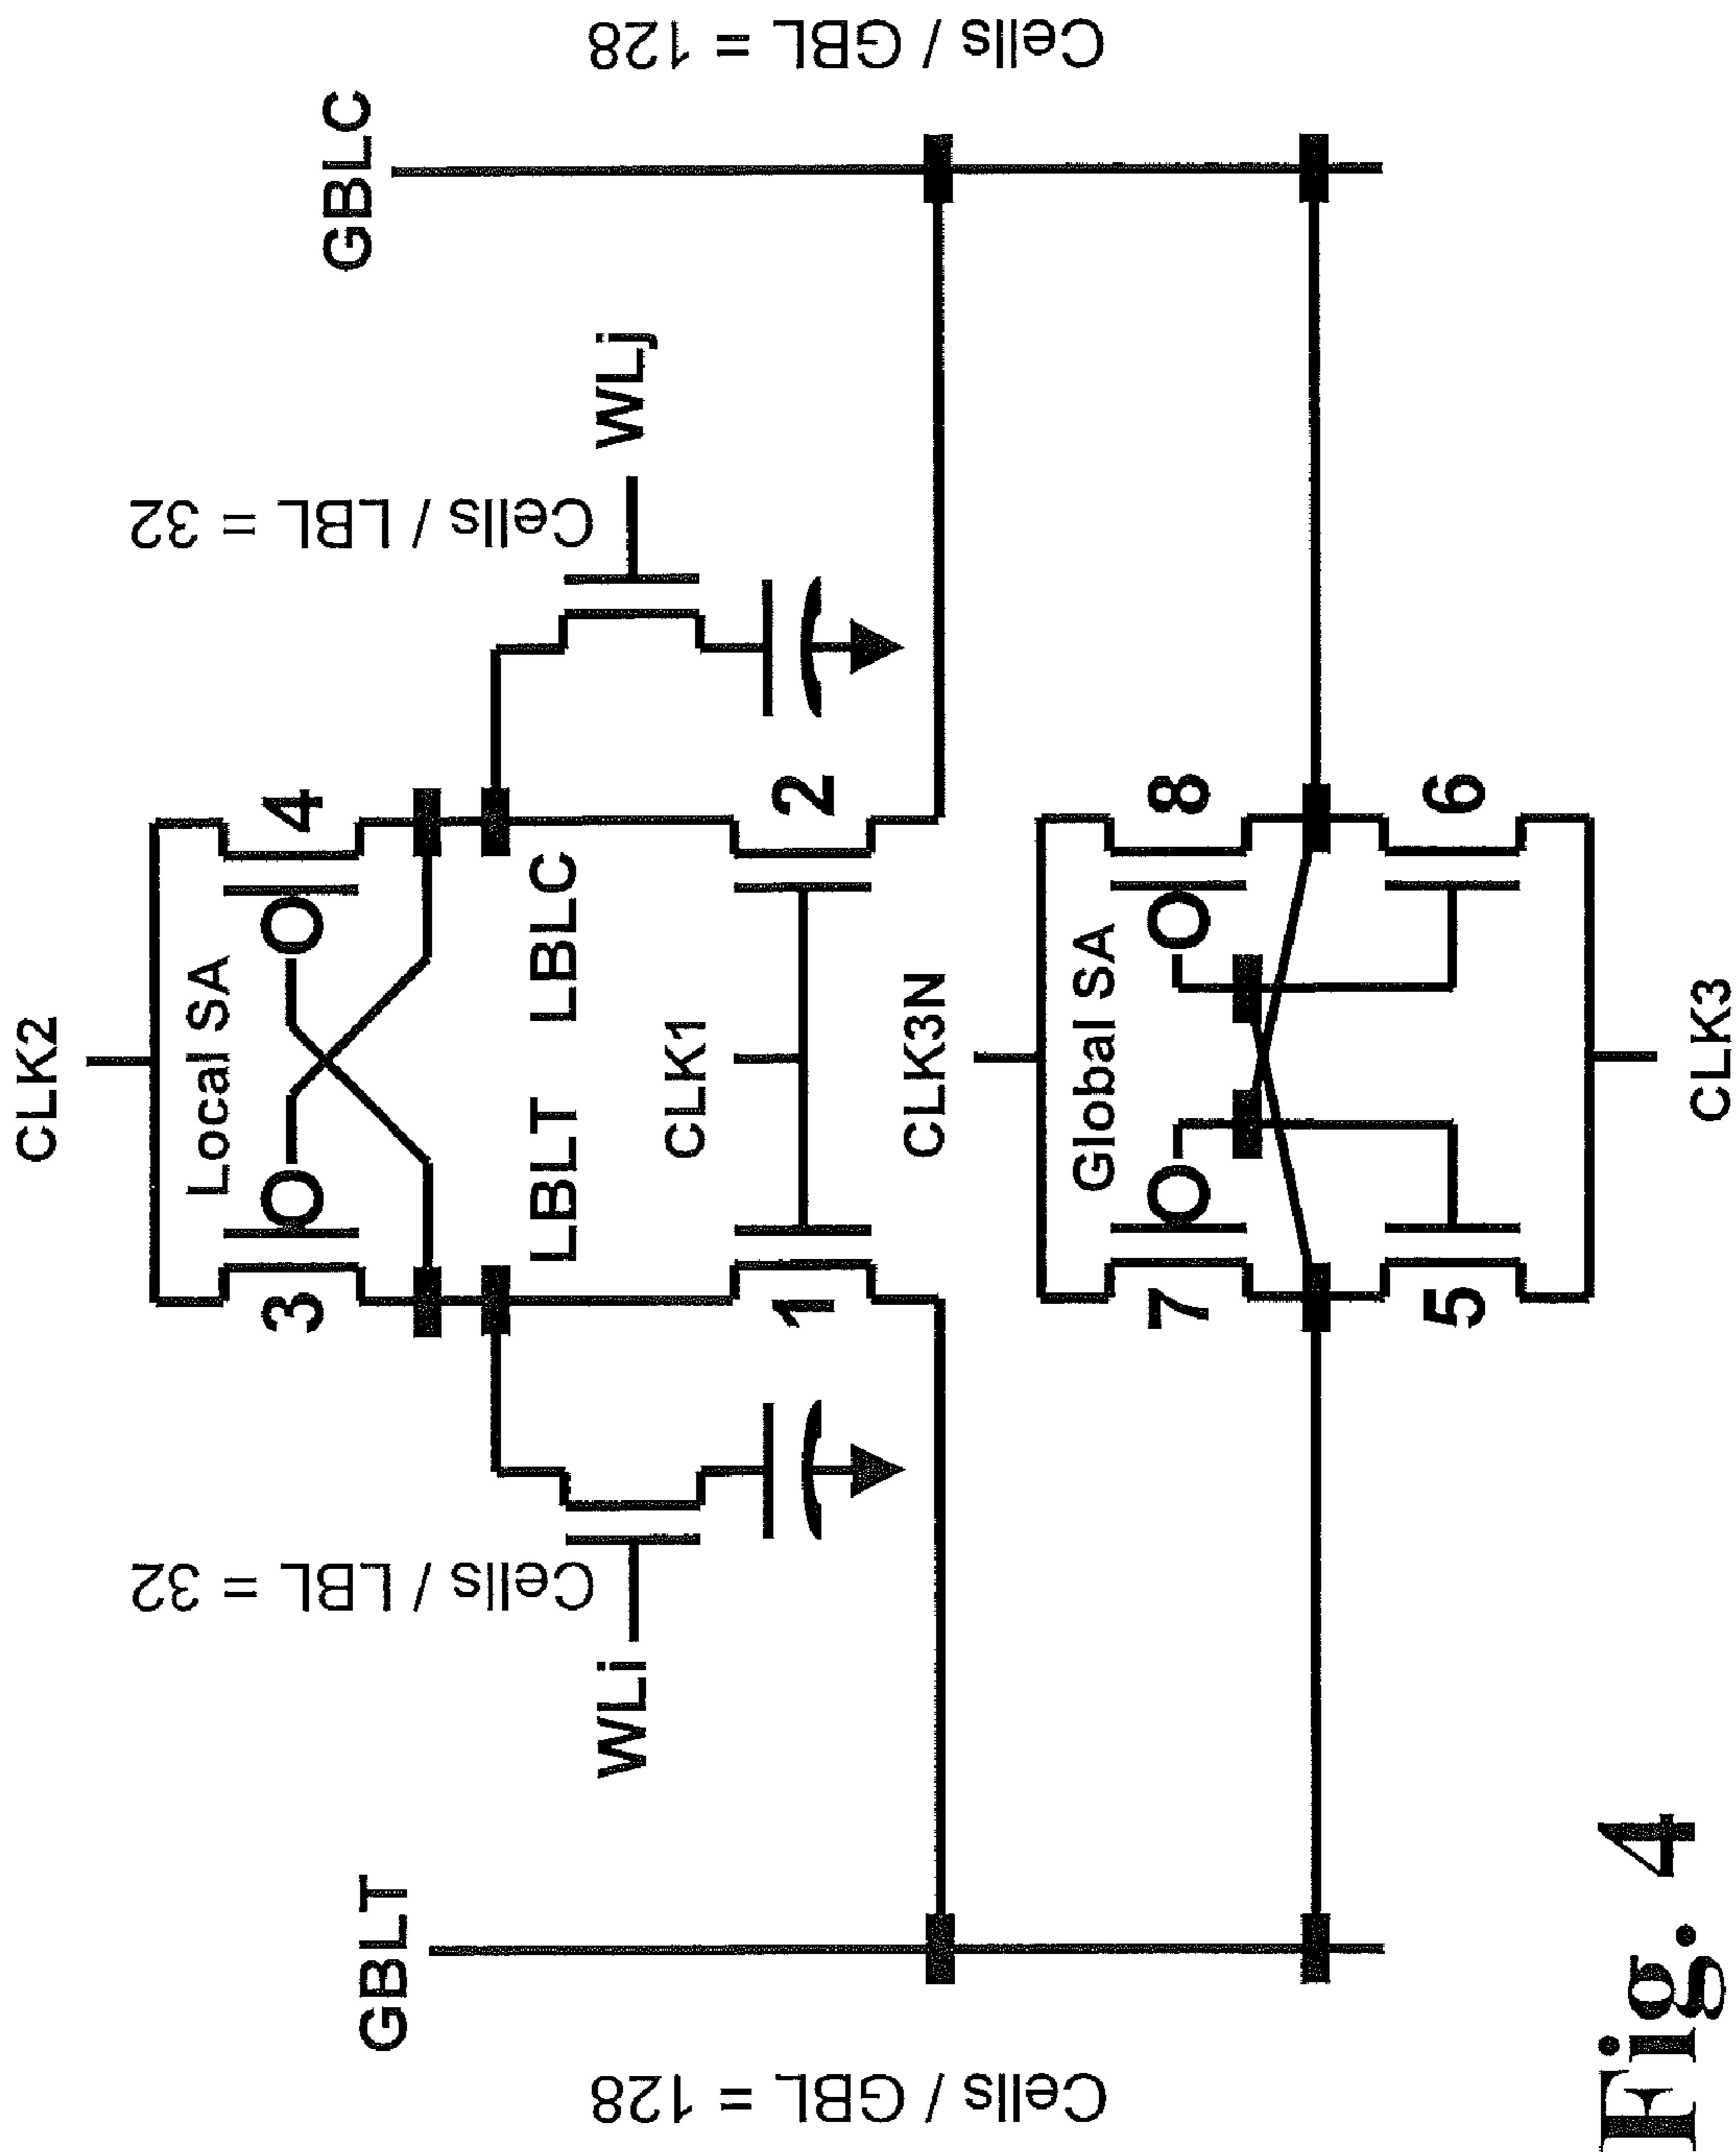 CLK2
Local SA
3
4
LBLT
LBLC
Cells / LBL = 32
Cells / LBL = 32
WLi
WLj
GBLT
GBLC
Cells / GBL = 128
Cells / GBL = 128
CLK1
1
2
CLK3N
Global SA
7
8
5
6
CLK3
Fig. 4